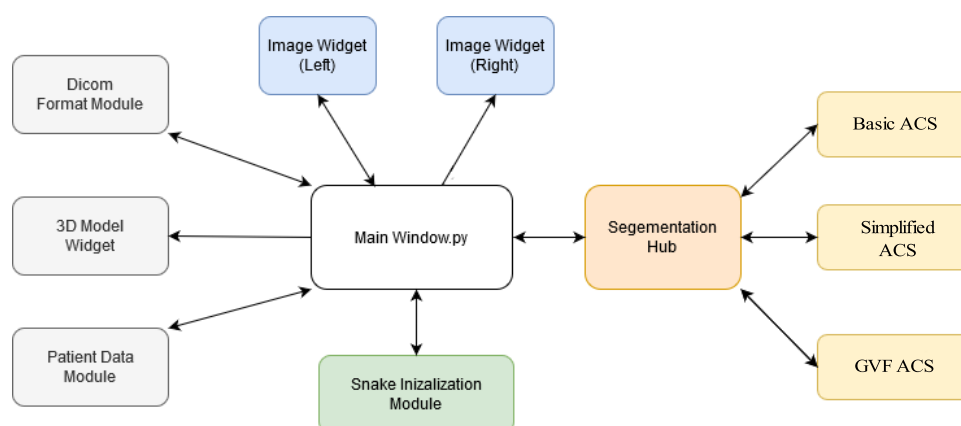 Image Widget
(Left)
Image Widget
(Right)
Dicom
Format Module
Basic ACS
3D Model
Widget
Main Window.py
Segementation
Hub
Simplified
ACS
Patient Data
Module
Snake Inizalization
Module
GVF ACS